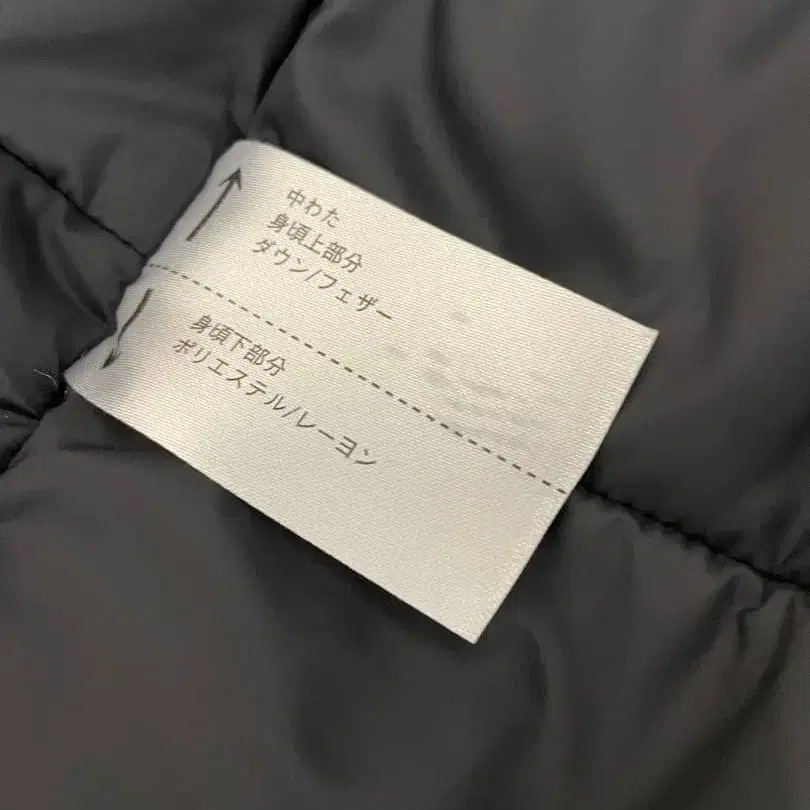 中わた
身頃上部分
ダウン/フェザー
身頃下部分
ポリエステル/レーヨン